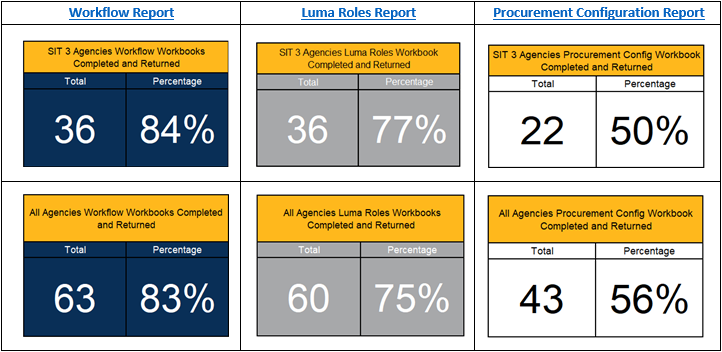 Workflow Report
Luma Roles Report
Procurement Configuration Report
SIT 3 Agencies Workflow Workbooks
Completed and Returned
Total
Percentage
36
84%
SIT 3 Agencies Luma Roles Workbook
Completed and Returned
Total
Percentage
36
77%
SIT 3 Agencies Procurement Config Workbook
Completed and Returned
Total
Percentage
22
50%
All Agencies Workflow Workbooks Completed
and Returned
Total
Percentage
63
83%
All Agencies Luma Roles Workbooks
Completed and Returned
Total
Percentage
60
75%
All Agencies Procurement Config Workbook
Completed and Returned
Total
Percentage
43
56%